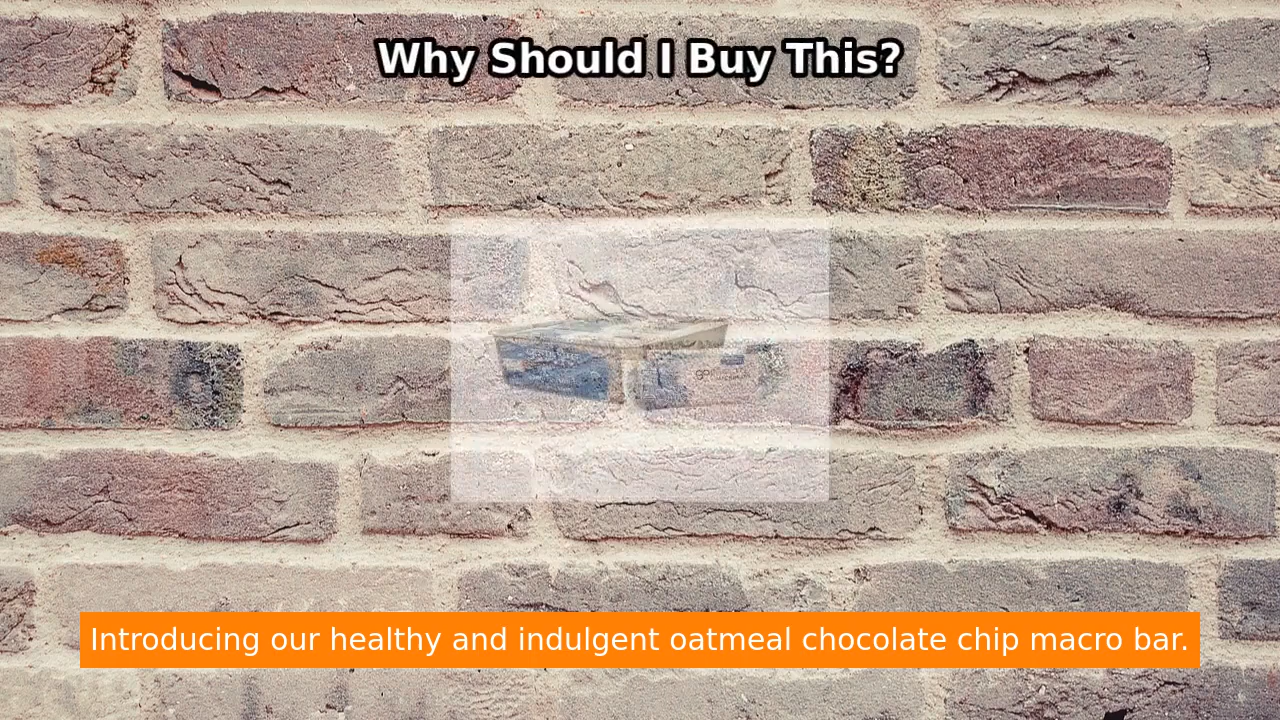 Why Should I Buy This?
Introducing our healthy and indulgent oatmeal chocolate chip macro bar.